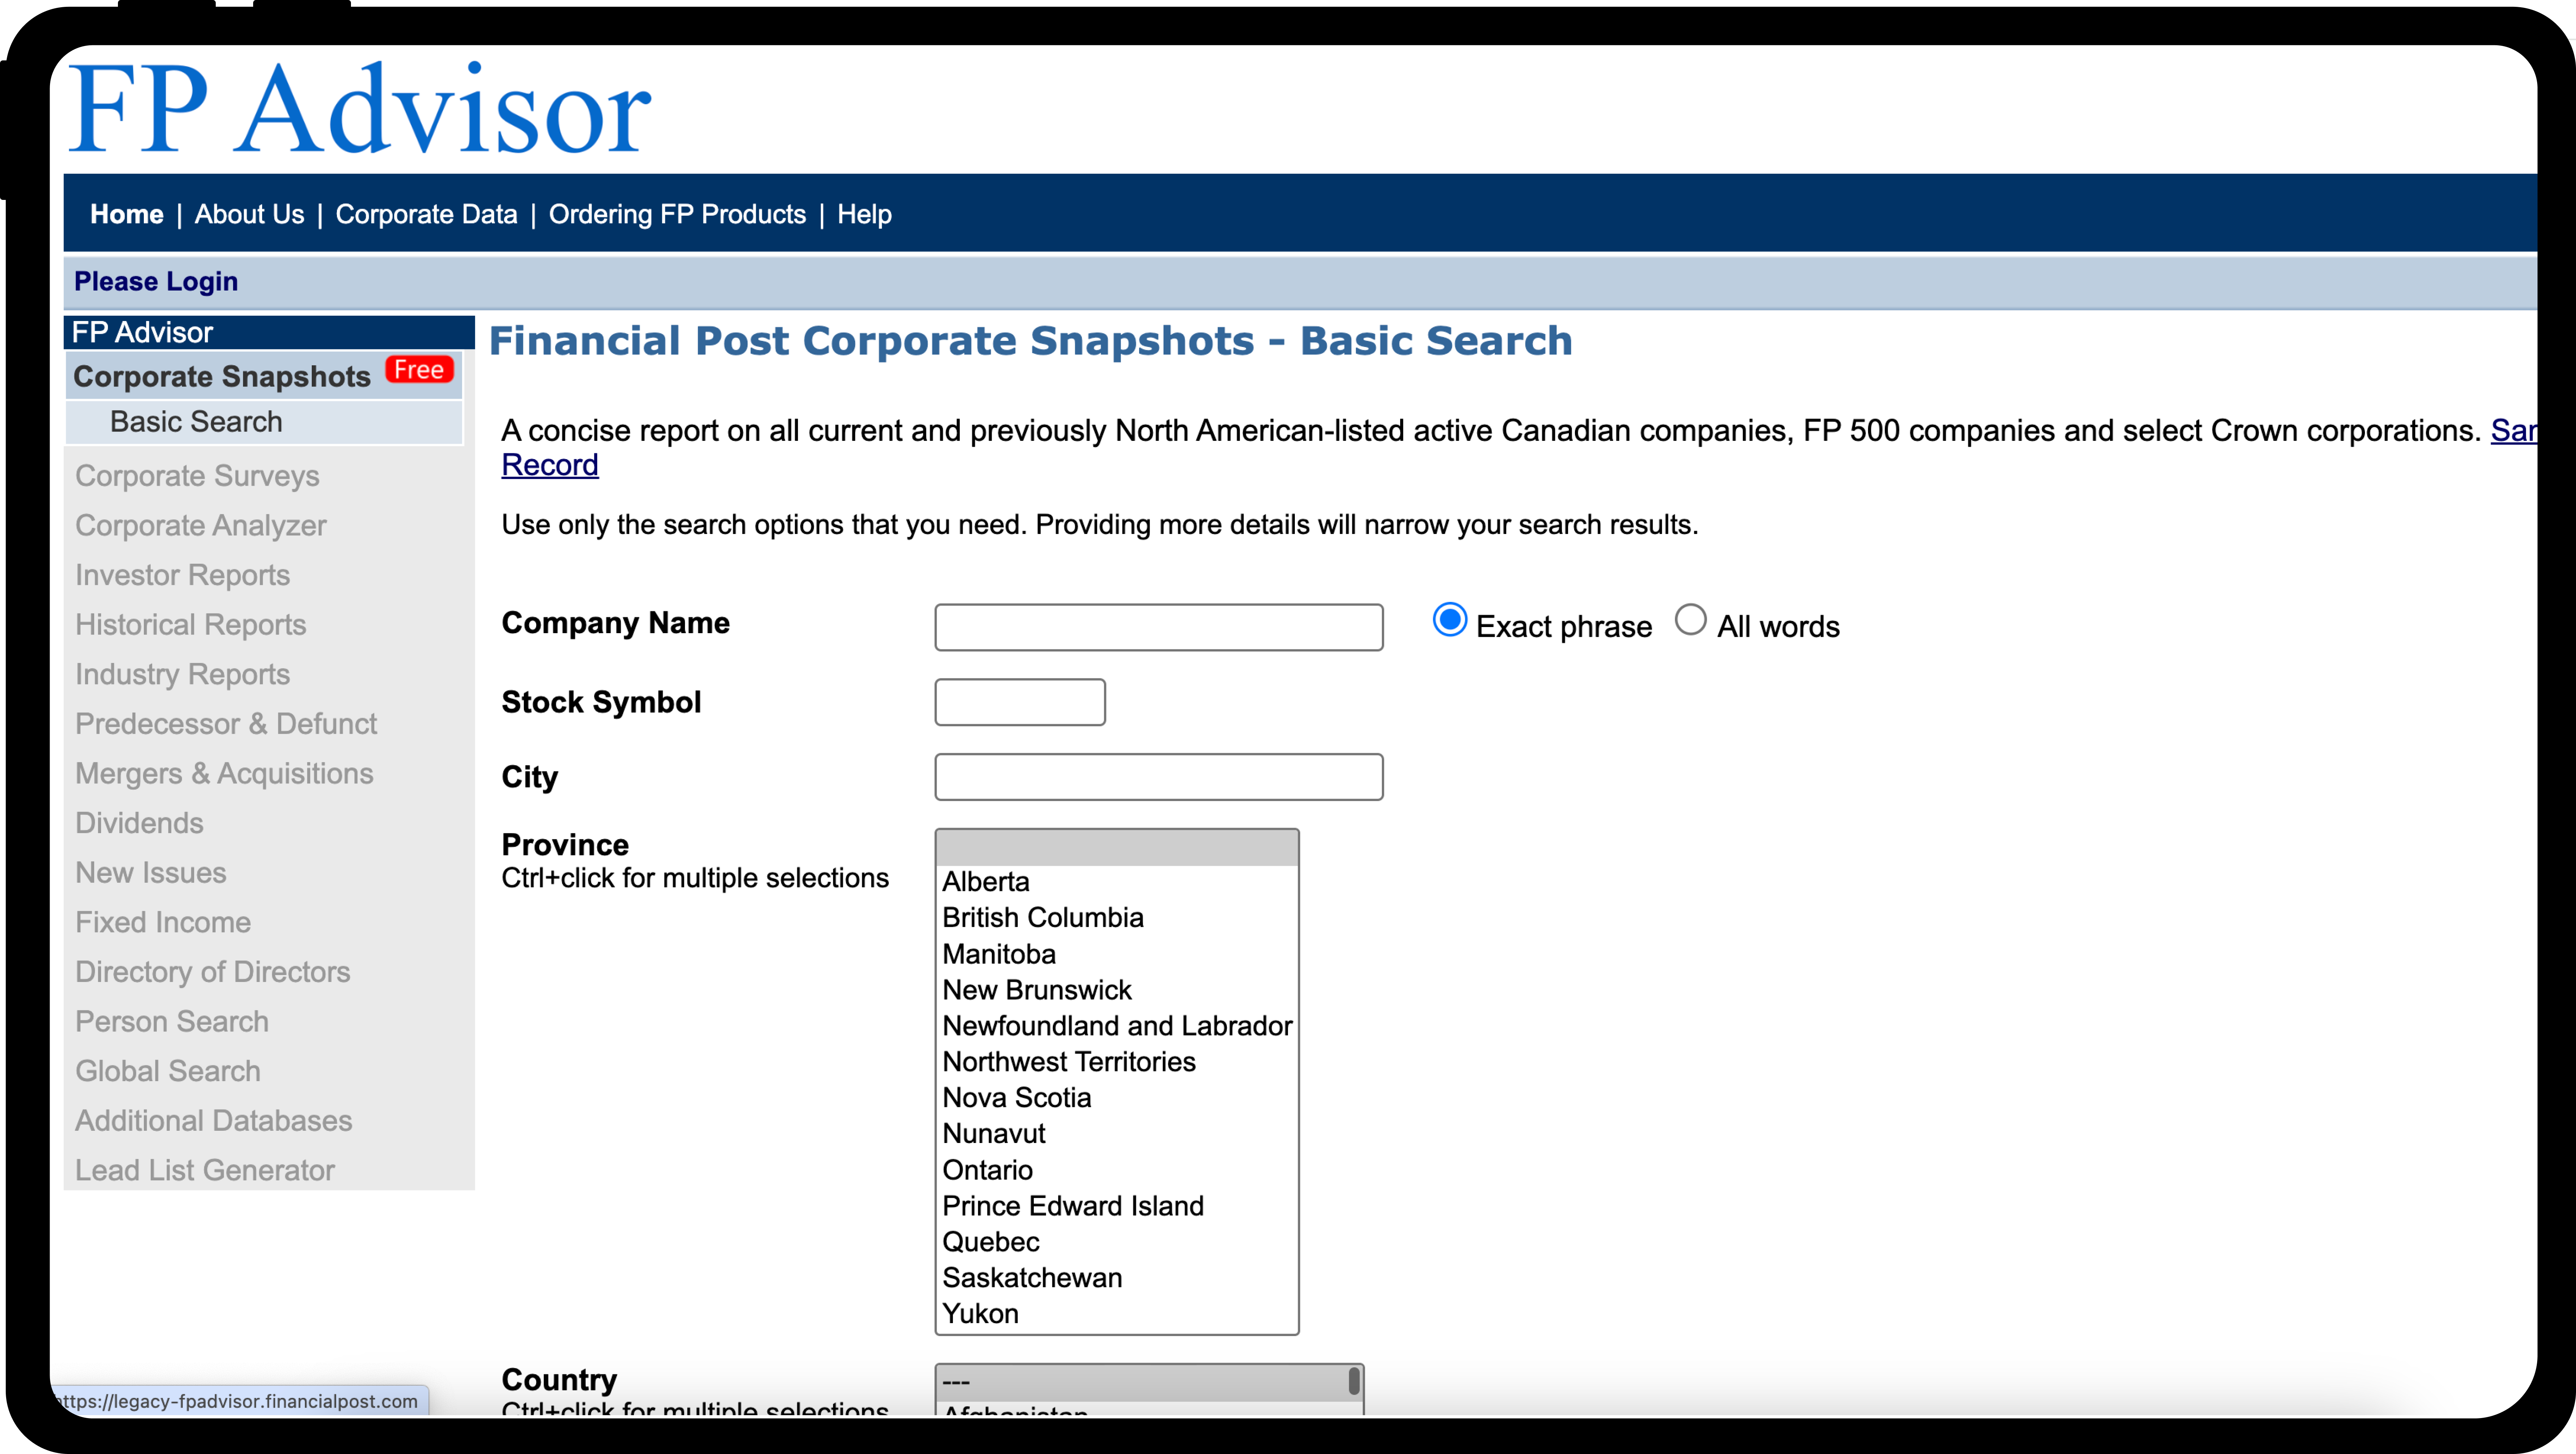 FP Advisor
Home | About Us | Corporate Data | Ordering FP Products | Help
Please Login
FP Advisor
Corporate Snapshots Free
Basic Search
Corporate Surveys
Corporate Analyzer
Investor Reports
Historical Reports
Industry Reports
Predecessor & Defunct
Mergers & Acquisitions
Dividends
New Issues
Fixed Income
Directory of Directors
Person Search
Global Search
Additional Databases
Lead List Generator
Financial Post Corporate Snapshots - Basic Search
A concise report on all current and previously North American-listed active Canadian companies, FP 500 companies and select Crown corporations.
Record
Use only the search options that you need. Providing more details will narrow your search results.
Company Name
Exact phrase All words
Stock Symbol
City
Province
Ctrl+click for multiple selections
Alberta
British Columbia
Manitoba
New Brunswick
Newfoundland and Labrador
Northwest Territories
Nova Scotia
Nunavut
Ontario
Prince Edward Island
Quebec
Saskatchewan
Yukon
Country
---
Ctrl+click for multiple selections
Afghanistan
ttps://legacy-fpadvisor.financialpost.com